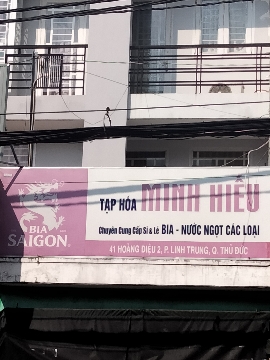 BIA
SAIGON
TẠP HÓA MINH HIẾU
Chuyên Cung Cấp Sỉ & Lẻ BIA - NƯỚC NGỌT CÁC LOẠI
41 HOÀNG DIỆU 2, P. LINH TRUNG, Q. THỦ ĐỨC